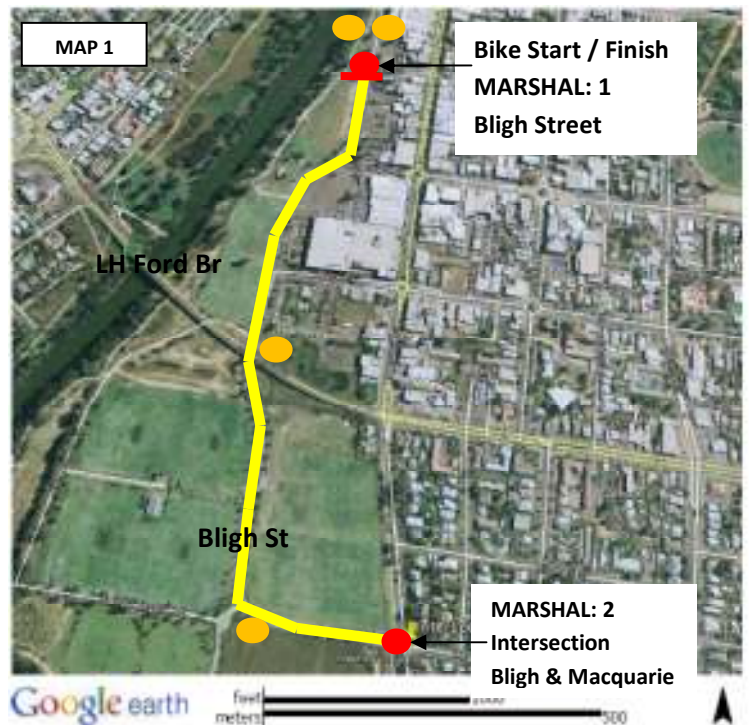 MAP 1
Bike Start / Finish
MARSHAL: 1
Bligh Street
LH Ford Br
Bligh St
MARSHAL: 2
Intersection
Bligh & Macquarie
Google earth
feet
meters
500